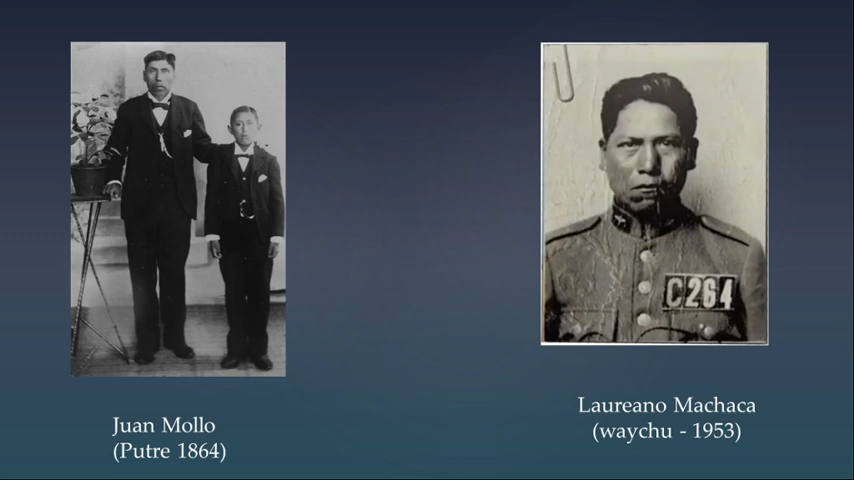 C264
Juan Mollo
(Putre 1864)
Laureano Machaca
(waychu - 1953)